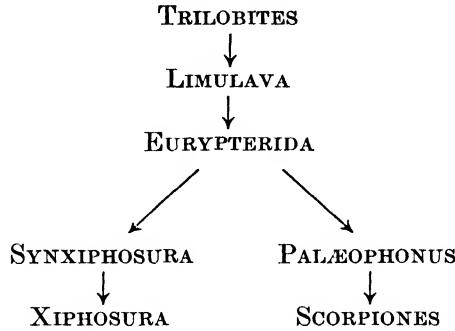 TRILOBITES
LIMULAVA
EURYPTERIDA
SYNXIPHOSURA PALÆOPHONUS
XIPHOSURA SCORPIONES